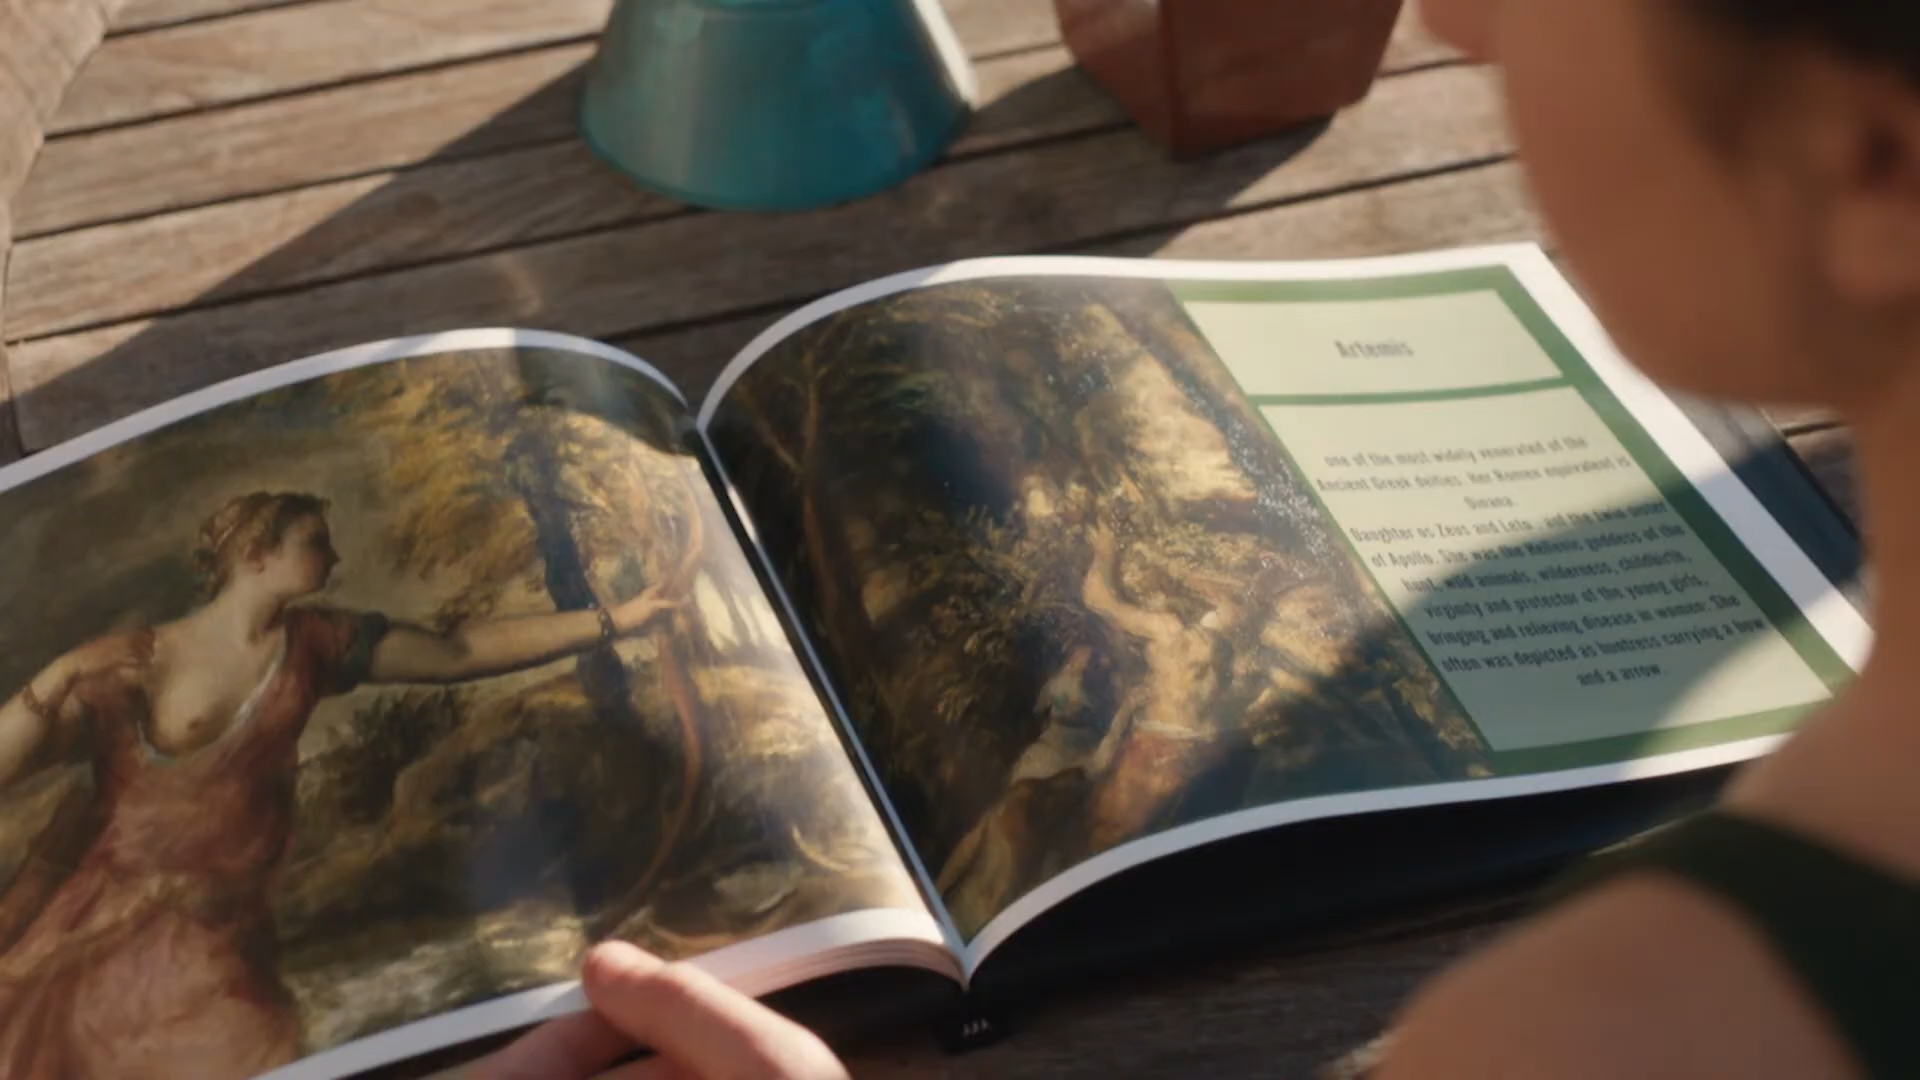 Artemis
one of the most widely venerated of the
Ancient Greek deities. Her Roman equivalent is
Dinana.
Daughter os Zeus and Leto, and the twin sister
of Apollo. She was the Hellenic goddess of the
hunt, wild animals, wilderness, childbirth,
virginity and protector of the young girls,
bringing and relieving disease in women. She
often was depicted as hustress carrying a bow
and a arrow.